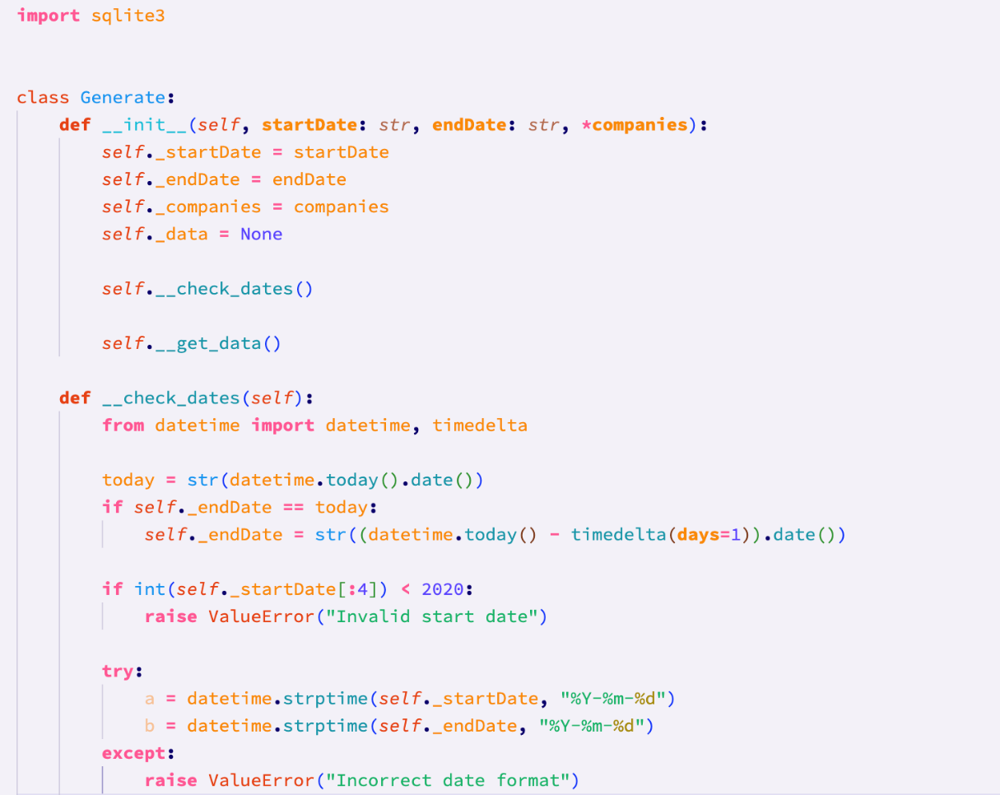 import sqlite3
class Generate:
def __init__(self, startDate: str, endDate: str, *companies):
self._startDate = startDate
self._endDate = endDate
self._companies = companies
self._data = None
self.__check_dates()
self.__get_data()
def __check_dates(self):
from datetime import datetime, timedelta
today = str(datetime.today().date())
if self._endDate == today:
self._endDate = str((datetime.today() - timedelta(days=1)).date())
if int(self._startDate[:4]) < 2020:
raise ValueError("Invalid start date")
try:
a = datetime.strptime(self._startDate, "%Y-%m-%d")
b = datetime.strptime(self._endDate, "%Y-%m-%d")
except:
raise ValueError("Incorrect date format")